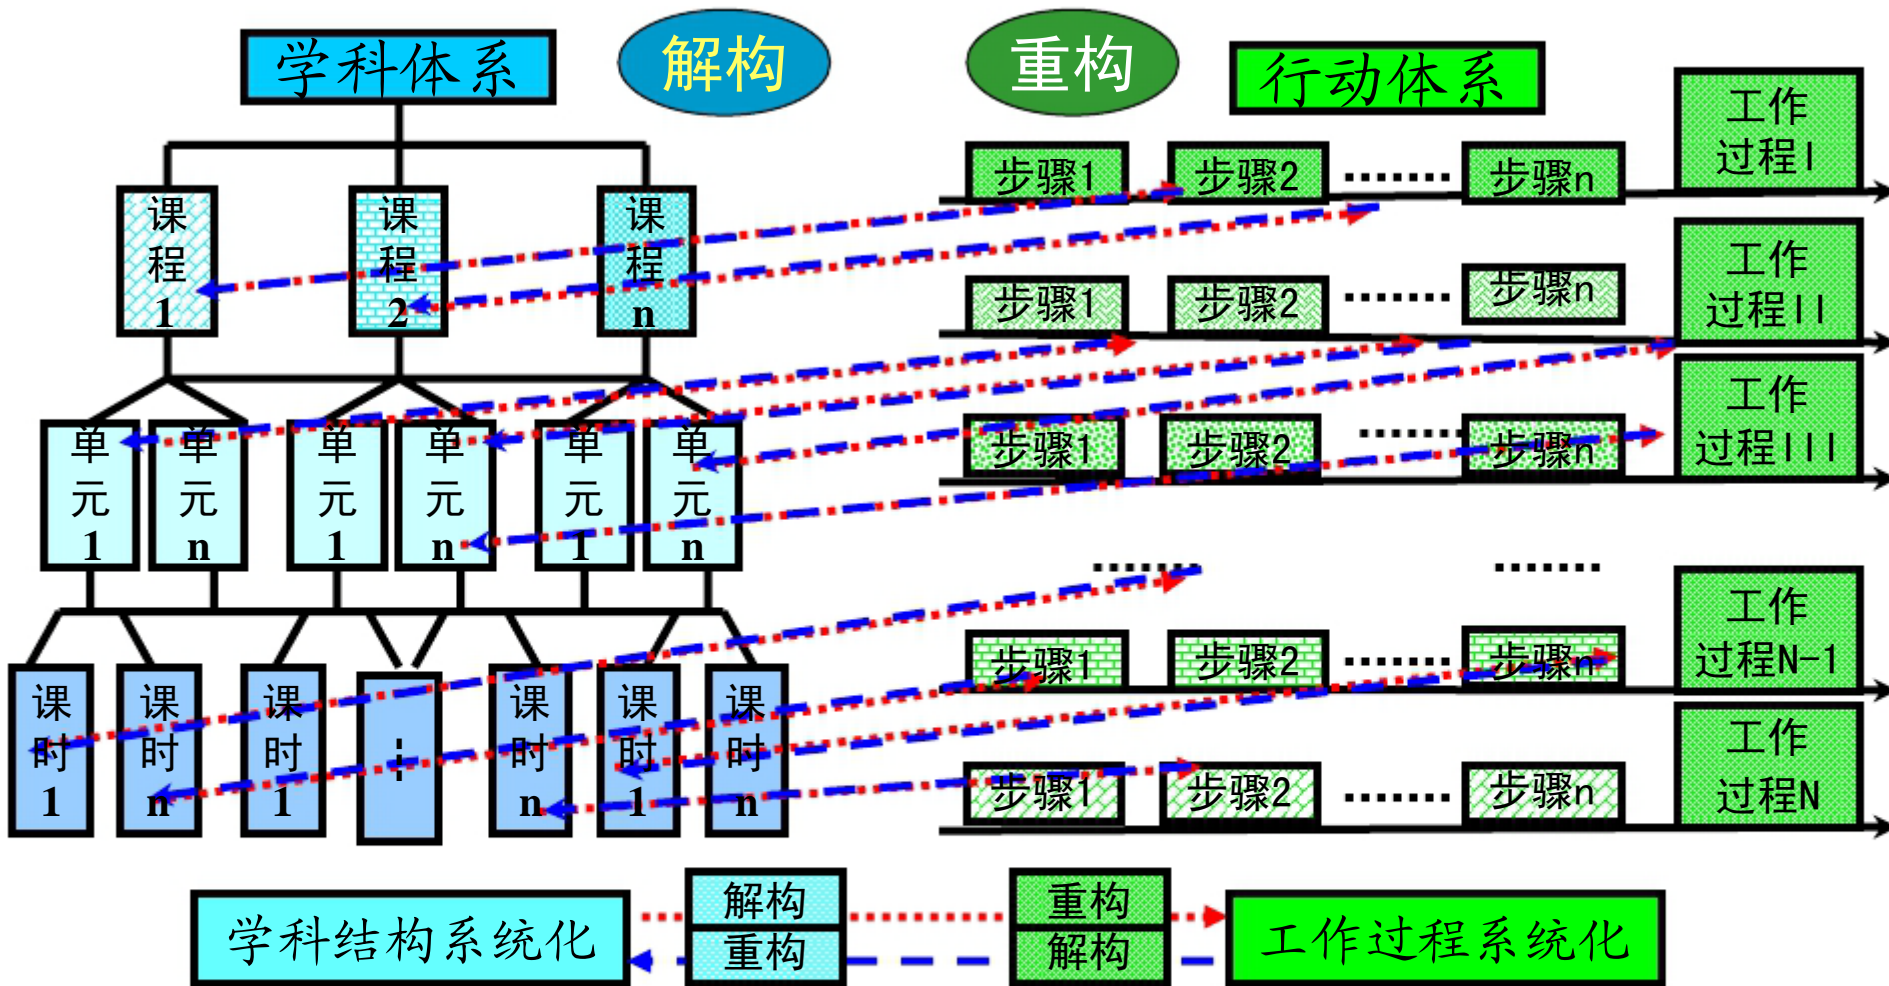 学科体系
解构
重构
行动体系
课程1
课程2
课程n
单元1
单元n
单元1
单元n
单元1
单元n
课时1
课时n
课时1
┇
课时n
课时1
课时n
步骤1
步骤2
········
步骤n
工作
过程I
步骤1
步骤2
········
步骤n
工作
过程II
步骤1
步骤2
········
步骤n
工作
过程III
········
········
步骤1
步骤2
········
步骤n
工作
过程N-1
步骤1
步骤2
········
步骤n
工作
过程N
学科结构系统化
解构
重构
重构
解构
工作过程系统化